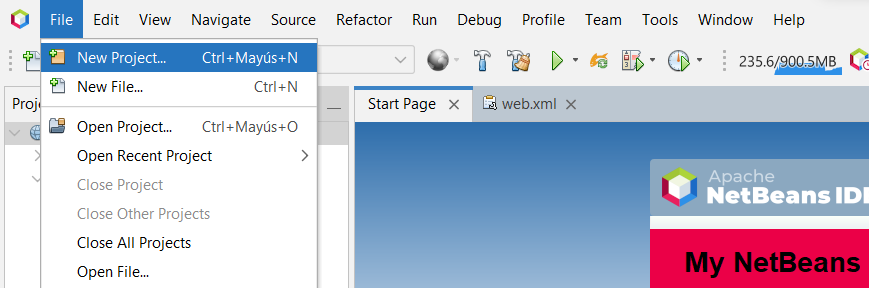 File Edit View Navigate Source Refactor Run Debug Profile Team Tools Window Help
New Project... Ctrl+Mayús+N
235.6/900.5MB
New File... Ctrl+N
Start Page web.xml
Open Project... Ctrl+Mayús+O
Open Recent Project
Close Project
Apache
NetBeans
Close Other Projects
Close All Projects
My NetBeans
Open File...